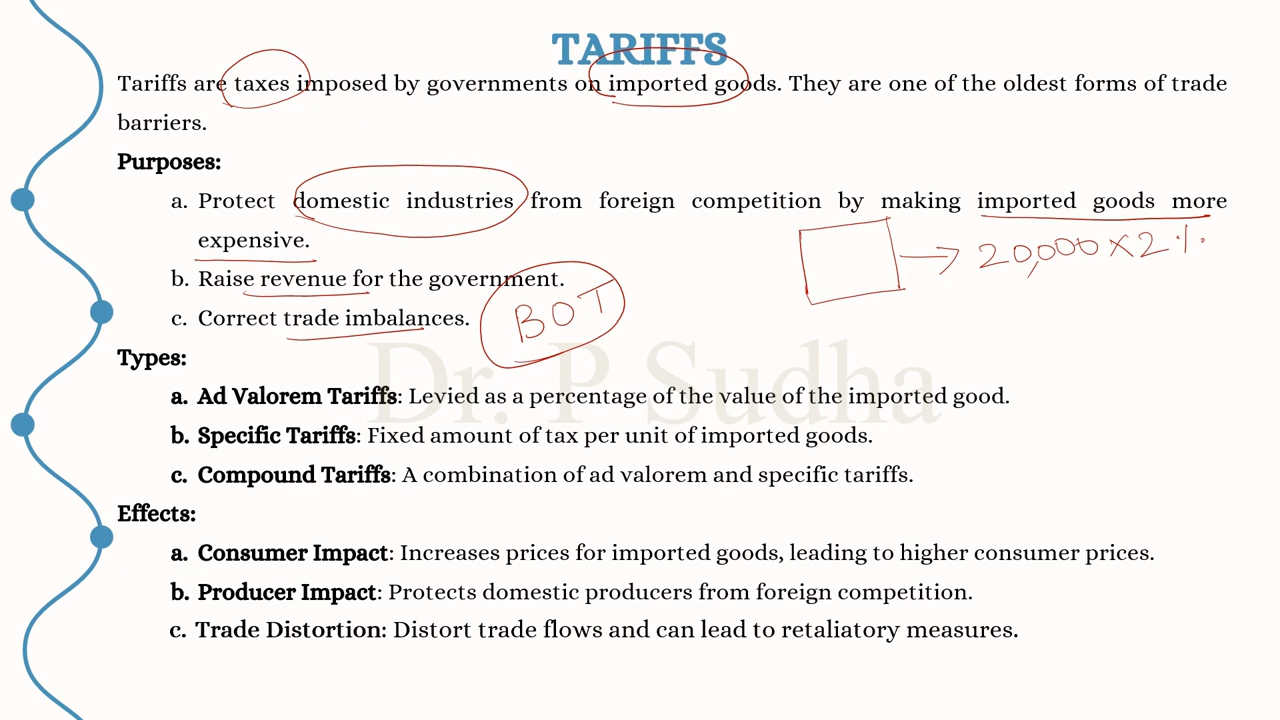 TARIFFS
Tariffs are taxes imposed by governments on imported goods. They are one of the oldest forms of trade
barriers.
Purposes:
a. Protect domestic industries from foreign competition by making imported goods more
expensive.
20,000 X 2 %
b. Raise revenue for the government.
c. Correct trade imbalances.
BOT
Types:
Dr. P Sudha
a. Ad Valorem Tariffs: Levied as a percentage of the value of the imported good.
b. Specific Tariffs: Fixed amount of tax per unit of imported goods.
c. Compound Tariffs: A combination of ad valorem and specific tariffs.
Effects:
a. Consumer Impact: Increases prices for imported goods, leading to higher consumer prices.
b. Producer Impact: Protects domestic producers from foreign competition.
c. Trade Distortion: Distort trade flows and can lead to retaliatory measures.